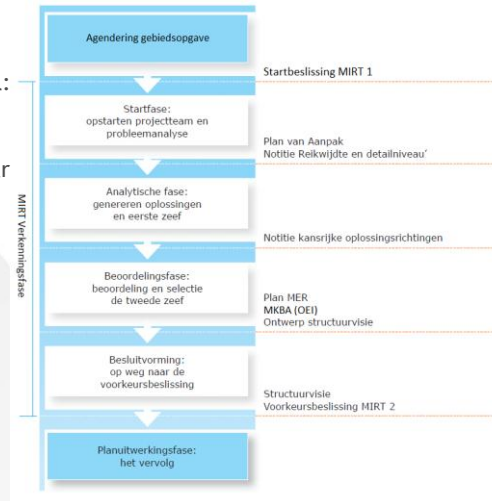 Agendering gebiedsopgave
Startbeslissing MIRT 1
:
Startfase:
opstarten projectteam en
probleemanalyse
Plan van Aanpak
Notitie Reikwijdte en detailniveau´
r
MIRT Verkenningsfase
Analytische fase:
genereren oplossingen
en eerste zeef
Notitie kansrijke oplossingsrichtingen
Beoordelingsfase:
beoordeling en selectie
de tweede zeef
Plan MER
MKBA (OEI)
Ontwerp structuurvisie
Besluitvorming:
op weg naar de
voorkeursbeslissing
Structuurvisie
Voorkeursbeslissing MIRT 2
Planuitwerkingsfase:
het vervolg